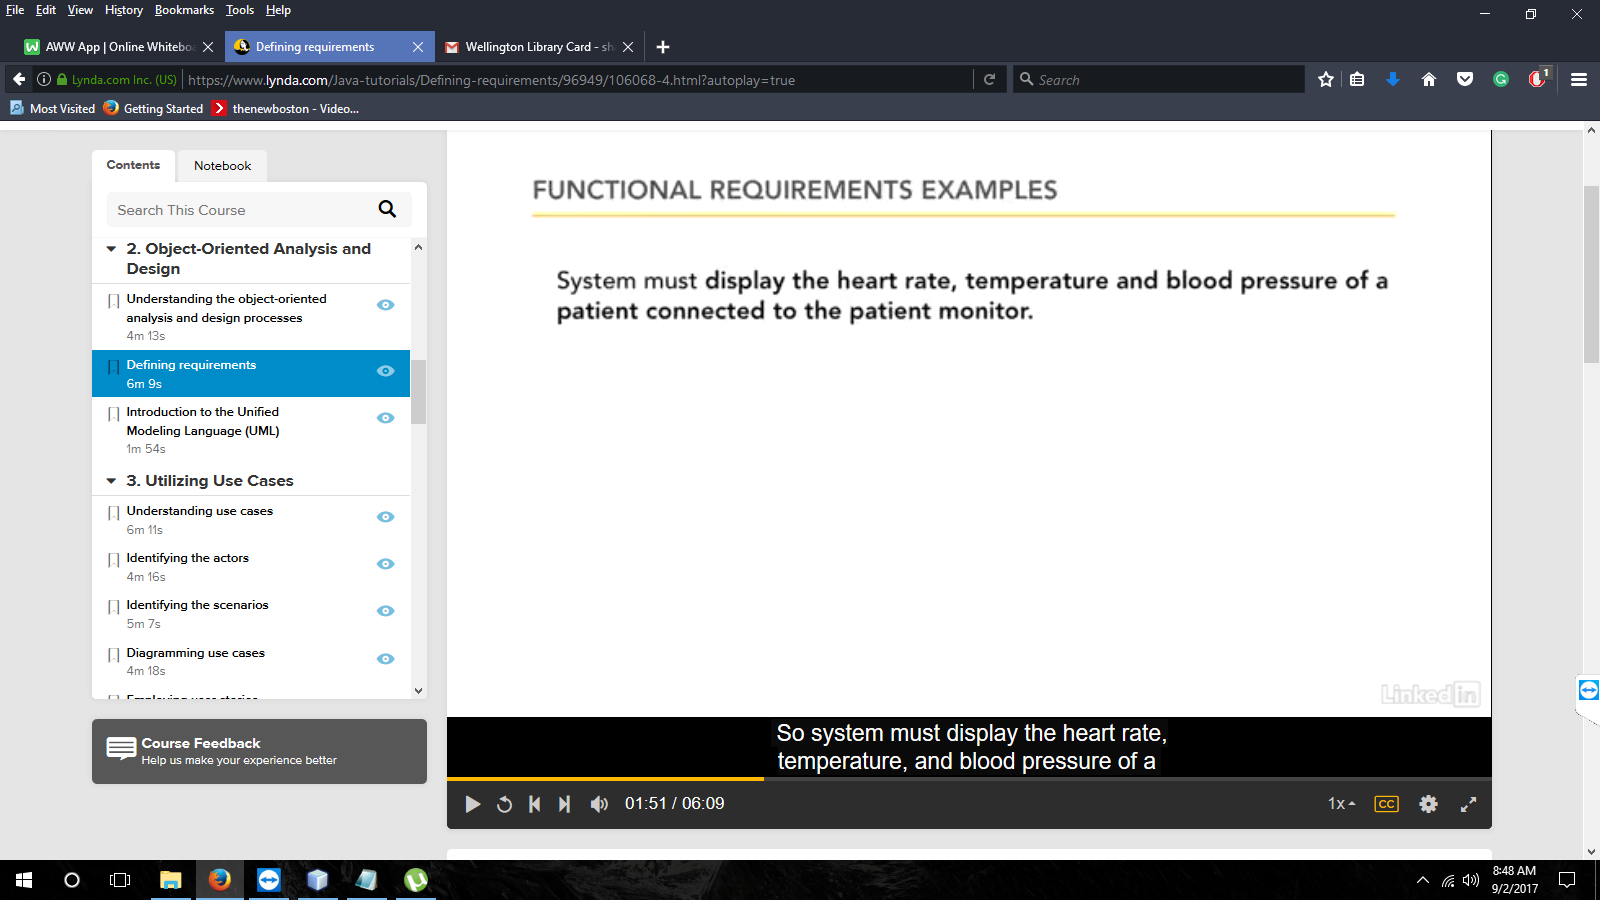 File Edit View History Bookmarks Tools Help
AWW App | Online Whitebo
Defining requirements
Wellington Library Card - sh
Lynda.com Inc. (US)
https://www.lynda.com/Java-tutorials/Defining-requirements/96949/106068-4.html?autoplay=true
Search
1
Most Visited
Getting Started
thenewboston - Video...
Contents
Notebook
Search This Course
2. Object-Oriented Analysis and
Design
Understanding the object-oriented
analysis and design processes
4m 13s
Defining requirements
6m 9s
Introduction to the Unified
Modeling Language (UML)
1m 54s
3. Utilizing Use Cases
Understanding use cases
6m 11s
Identifying the actors
4m 16s
Identifying the scenarios
5m 7s
Diagramming use cases
4m 18s
Course Feedback
Help us make your experience better
FUNCTIONAL REQUIREMENTS EXAMPLES
System must display the heart rate, temperature and blood pressure of a
patient connected to the patient monitor.
Linked in
So system must display the heart rate,
temperature, and blood pressure of a
01:51 / 06:09
1x
CC
8:48 AM
9/2/2017